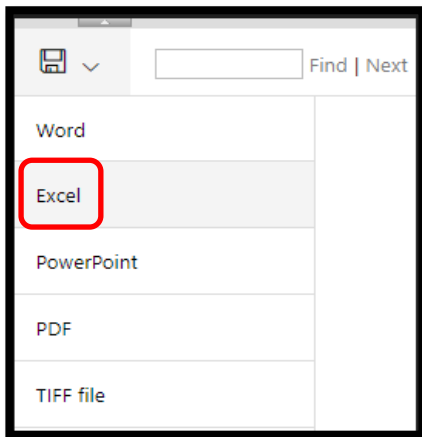 Find | Next
Word
Excel
PowerPoint
PDF
TIFF file